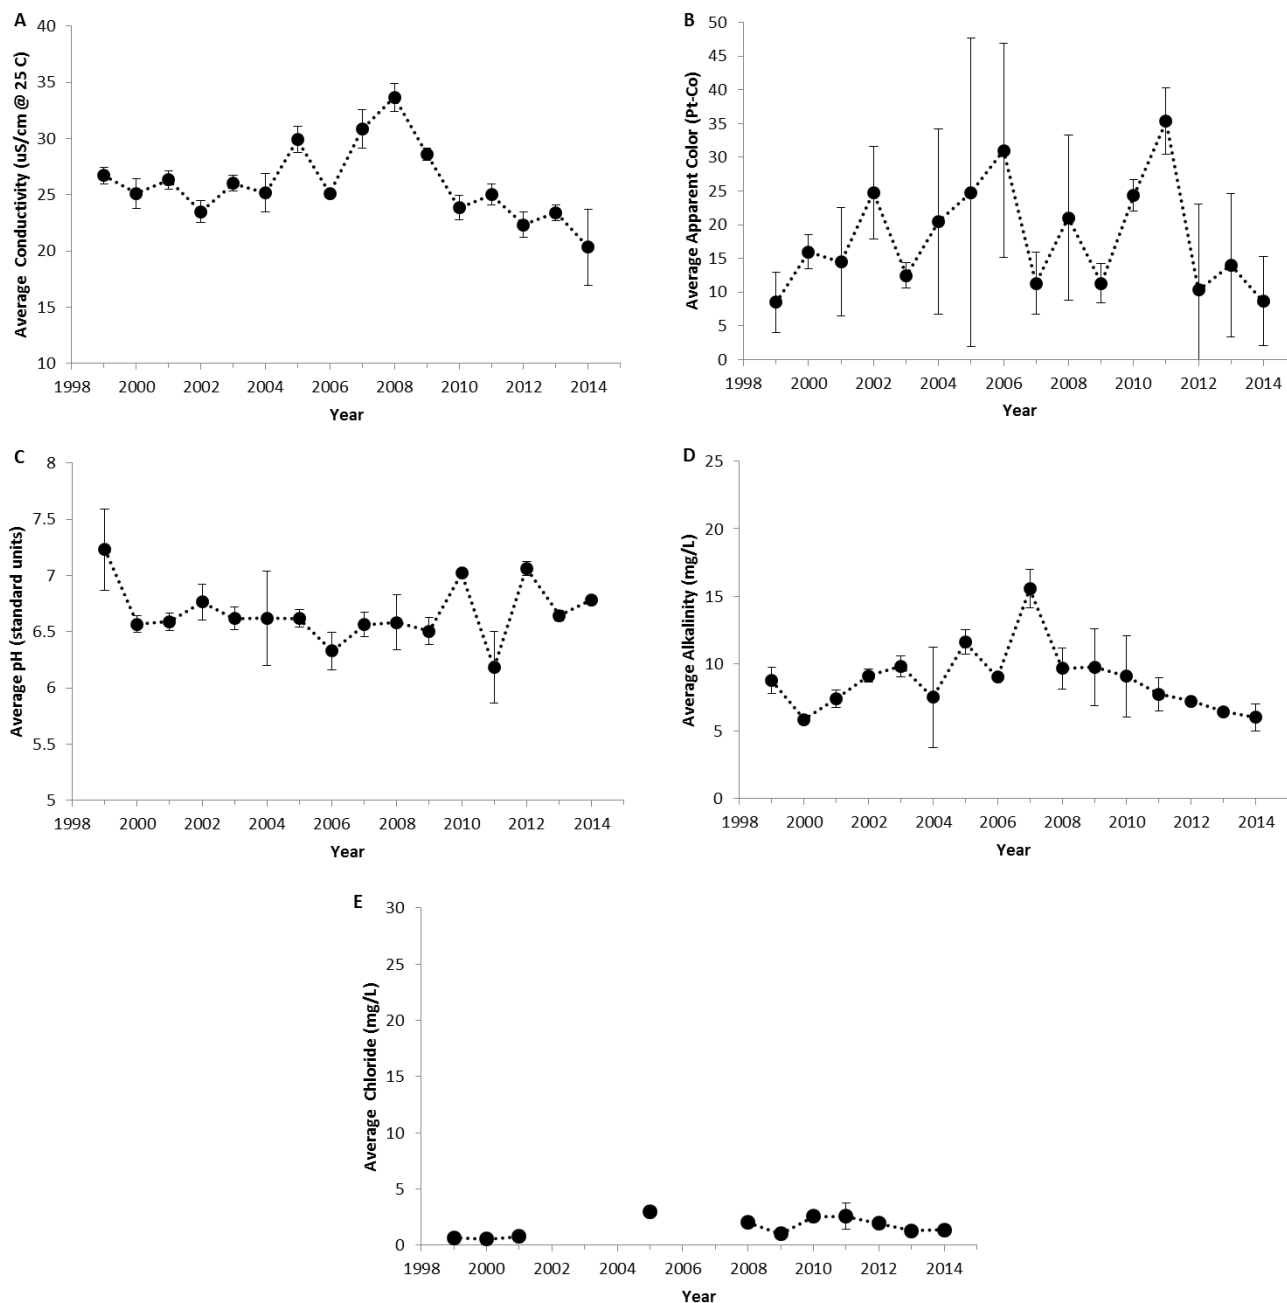 A
Average Conductivity (uS/cm @ 25 C)
40
35
30
25
20
15
10
1998 2000 2002 2004 2006 2008 2010 2012 2014
Year
B
Average Apparent Color (Pt-Co)
50
45
40
35
30
25
20
15
10
5
0
1998 2000 2002 2004 2006 2008 2010 2012 2014
Year
C
Average pH (standard units)
8
7.5
7
6.5
6
5.5
5
1998 2000 2002 2004 2006 2008 2010 2012 2014
Year
D
Average Alkalinity (mg/L)
25
20
15
10
5
0
1998 2000 2002 2004 2006 2008 2010 2012 2014
Year
E
Average Chloride (mg/L)
30
25
20
15
10
5
0
1998 2000 2002 2004 2006 2008 2010 2012 2014
Year